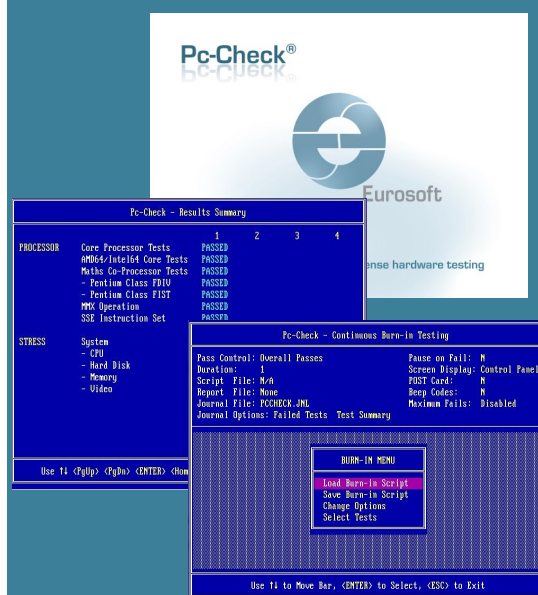 Pc-Check®
Eurosoft
ense hardware testing
Pc-Check - Results Summary
1 2 3 4
PROCESSOR Core Processor Tests PASSED
AMD64/Intel64 Core Tests PASSED
Maths Co-Processor Tests PASSED
- Pentium Class FDIV PASSED
- Pentium Class FIST PASSED
MMX Operation PASSED
SSE Instruction Set PASSED
STRESS System
- CPU
- Hard Disk
- Memory
- Video
Use ↑↓ <PgUp> <PgDn> <ENTER> <Hom
Pc-Check - Continuous Burn-in Testing
Pass Control: Overall Passes Pause on Fail: N
Duration: 1 Screen Display: Control Panel
Script File: N/A POST Card: N
Report File: None Beep Codes: N
Journal File: PCCHECK.JNL Maximum Fails: Disabled
Journal Options: Failed Tests Test Summary
BURN-IN MENU
Load Burn-in Script
Save Burn-in Script
Change Options
Select Tests
Use ↑↓ to Move Bar, <ENTER> to Select, <ESC> to Exit